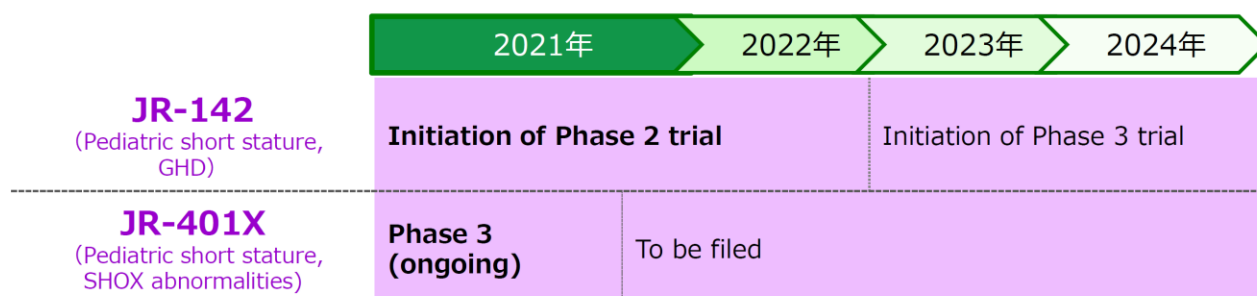 2021年 2022年 2023年 2024年
JR-142
（Pediatric short stature,
GHD）
Initiation of Phase 2 trial
Initiation of Phase 3 trial
JR-401X
（Pediatric short stature,
SHOX abnormalities）
Phase 3
(ongoing)
To be filed